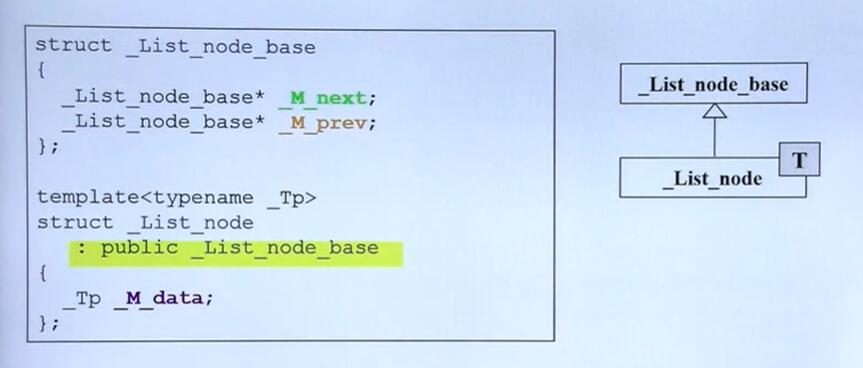 struct _List_node_base
{
_List_node_base* _M_next;
_List_node_base* _M_prev;
};
template<typename _Tp>
struct _List_node
: public _List_node_base
{
_Tp _M_data;
};
_List_node_base
T
_List_node